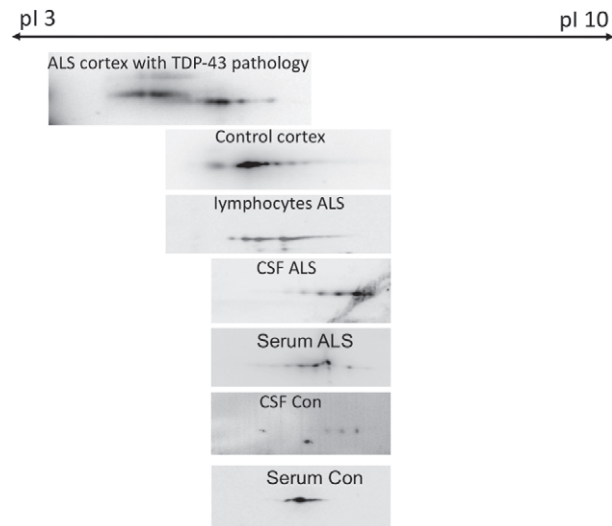 pI 3 pI 10
ALS cortex with TDP-43 pathology
Control cortex
lymphocytes ALS
CSF ALS
Serum ALS
CSF Con
Serum Con